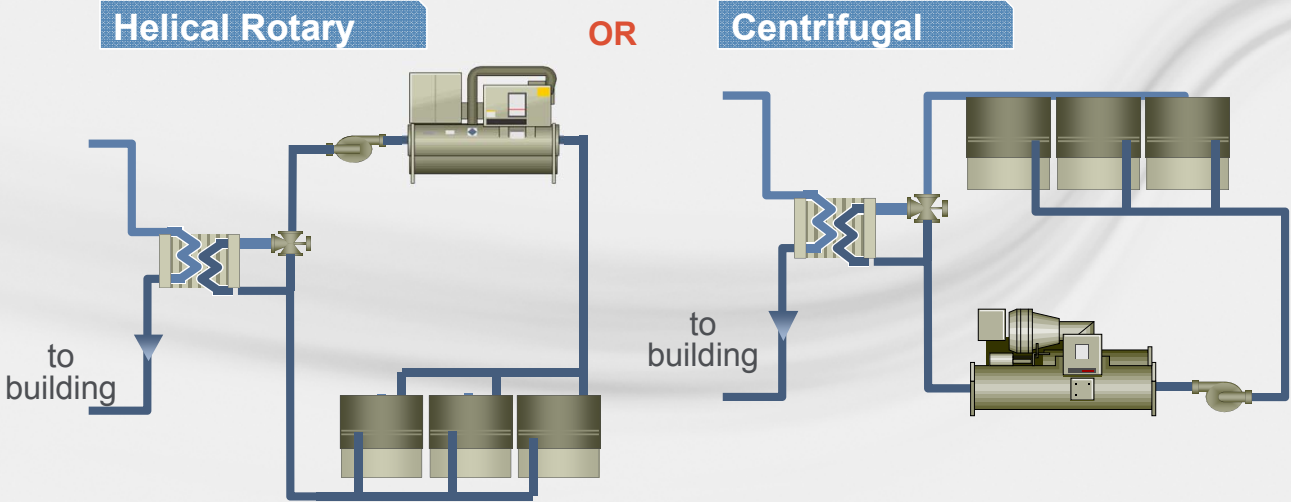 Helical Rotary
OR
Centrifugal
to
building
to
building